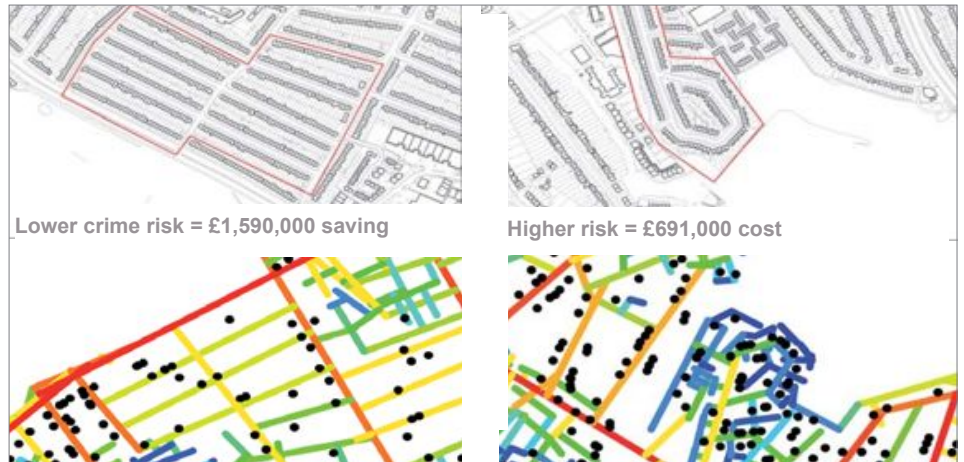 Lower crime risk = £1,590,000 saving
Higher risk = £691,000 cost